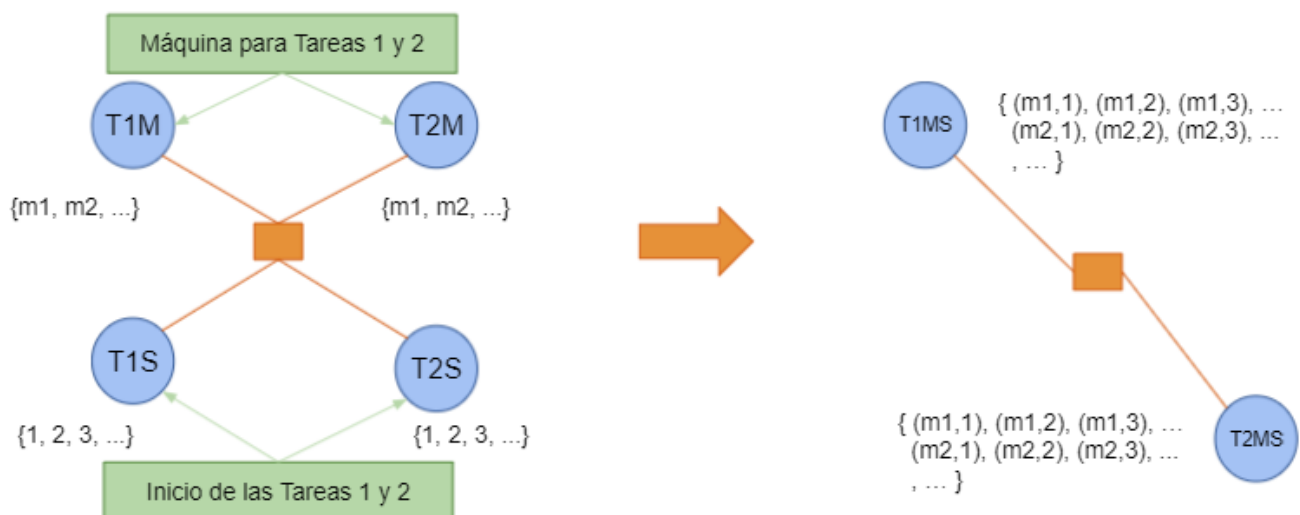 Máquina para Tareas 1 y 2
T1M
T2M
{m1, m2, ...}
{m1, m2, ...}
T1S
T2S
{1, 2, 3, ...}
{1, 2, 3, ...}
Inicio de las Tareas 1 y 2
T1MS
{ (m1,1), (m1,2), (m1,3), ...
(m2,1), (m2,2), (m2,3), ...
, ... }
{ (m1,1), (m1,2), (m1,3), ...
(m2,1), (m2,2), (m2,3), ...
, ... }
T2MS